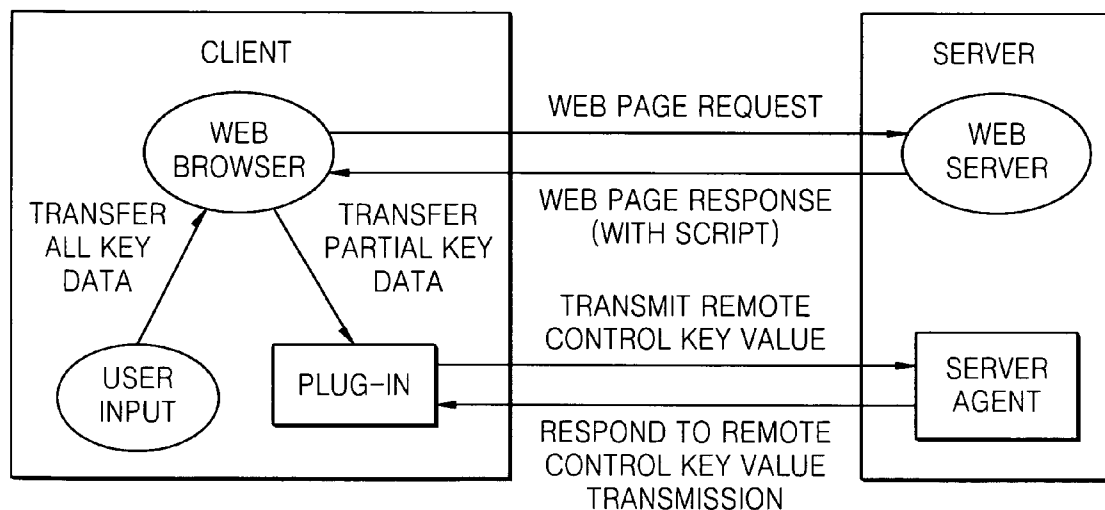 CLIENT
SERVER
WEB PAGE REQUEST
WEB
BROWSER
WEB
SERVER
WEB PAGE RESPONSE
(WITH SCRIPT)
TRANSFER
ALL KEY
DATA
TRANSFER
PARTIAL KEY
DATA
TRANSMIT REMOTE
CONTROL KEY VALUE
USER
INPUT
PLUG-IN
SERVER
AGENT
RESPOND TO REMOTE
CONTROL KEY VALUE
TRANSMISSION